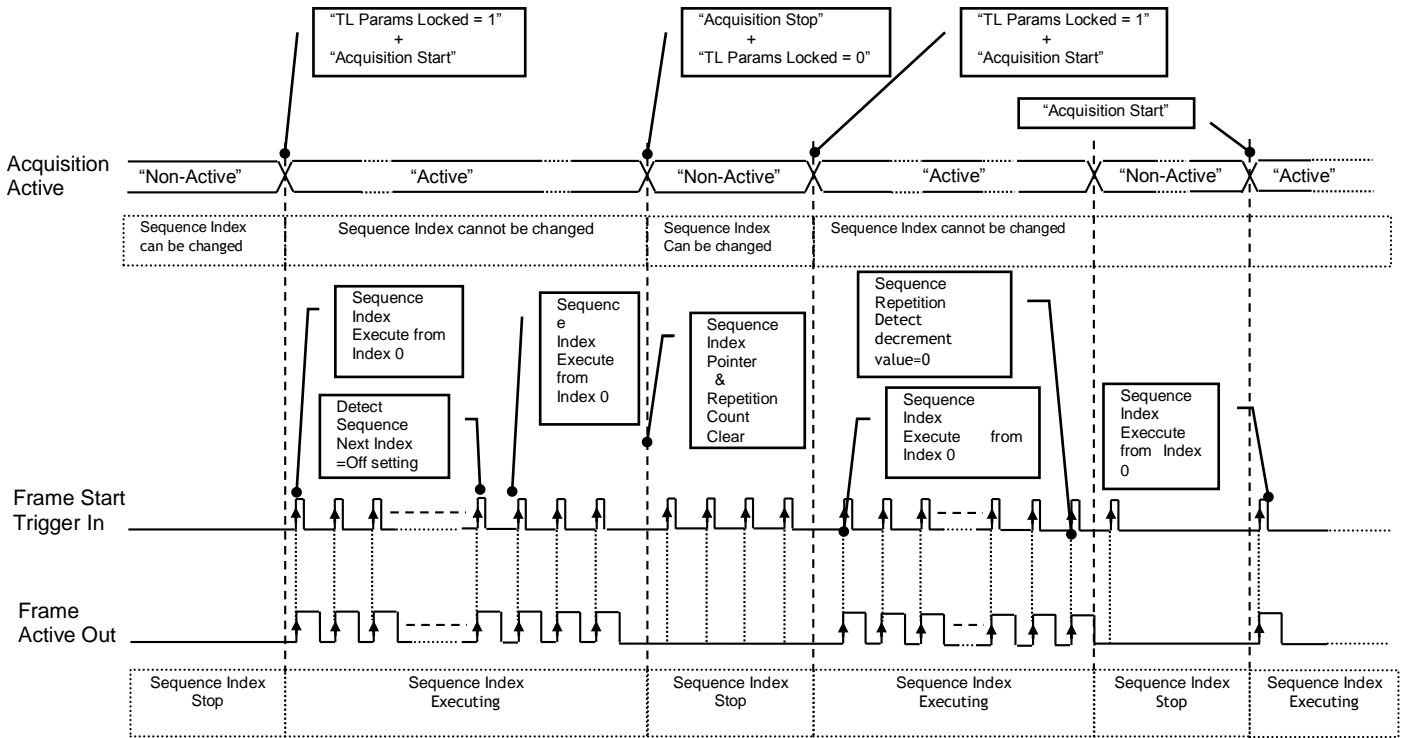 “TL Params Locked = 1”
+
“Acquisition Start”
“Acquisition Stop”
+
“TL Params Locked = 0”
“TL Params Locked = 1”
+
“Acquisition Start”
“Acquisition Start”
Acquisition
Active
“Non-Active”
“Active”
“Non-Active”
“Active”
“Non-Active”
“Active”
Sequence Index
can be changed
Sequence Index cannot be changed
Sequence Index
Can be changed
Sequence Index cannot be changed
Sequence
Index
Execute from
Index 0
Detect
Sequence
Next Index
=Off setting
Sequenc
e
Index
Execute
from
Index 0
Sequence
Index
Pointer
&
Repetition
Count
Clear
Sequence
Repetition
Detect
decrement
value=0
Sequence
Index
Execute from
Index 0
Sequence
Index
Execcute
from Index
0
Frame Start
Trigger In
Frame
Active Out
Sequence Index
Stop
Sequence Index
Executing
Sequence Index
Stop
Sequence Index
Executing
Sequence Index
Stop
Sequence Index
Executing